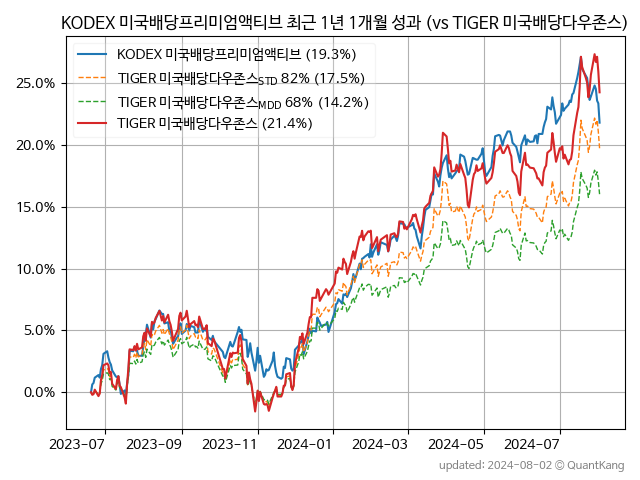 KODEX 미국배당프리미엄액티브 최근 1년 1개월 성과 (vs TIGER 미국배당다우존스)
KODEX 미국배당프리미엄액티브 (19.3%)
TIGER 미국배당다우존스STD 82% (17.5%)
TIGER 미국배당다우존스MDD 68% (14.2%)
TIGER 미국배당다우존스 (21.4%)
25.0%
20.0%
15.0%
10.0%
5.0%
0.0%
2023-07 2023-09 2023-11 2024-01 2024-03 2024-05 2024-07
updated: 2024-08-02 © QuantKang